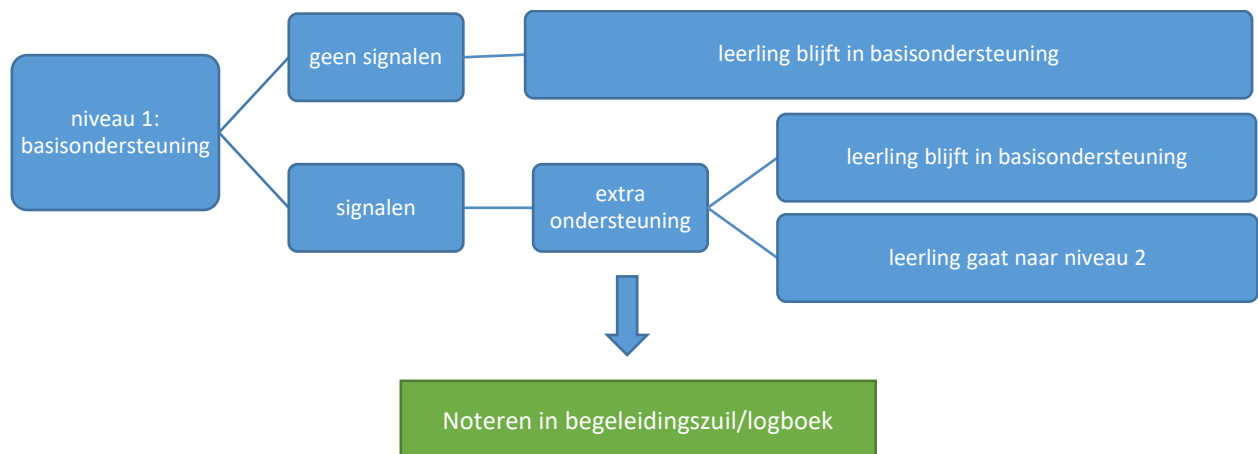 geen signalen
leerling blijft in basisondersteuning
niveau 1:
basisondersteuning
leerling blijft in basisondersteuning
signalen
extra
ondersteuning
leerling gaat naar niveau 2
Noteren in begeleidingszuil/logboek